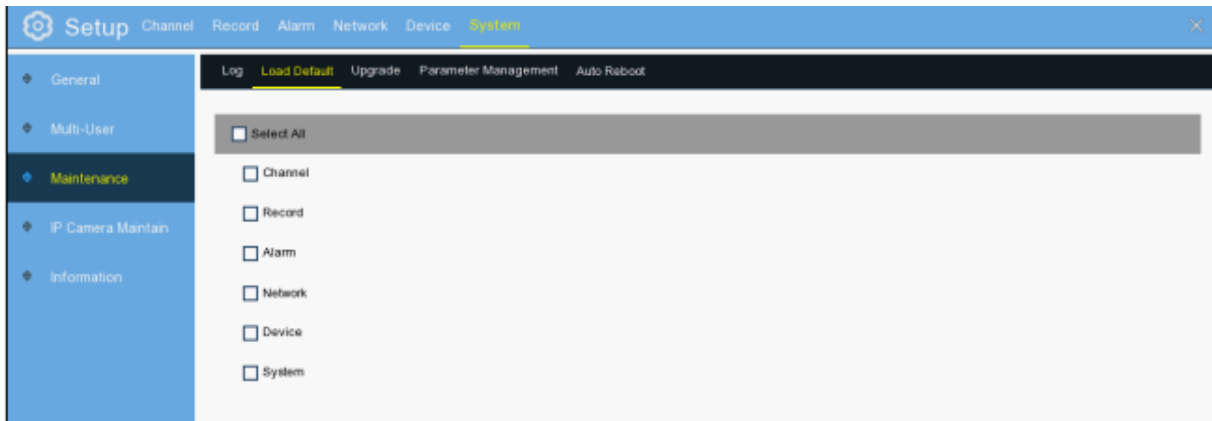 Setup Channel Record Alarm Network Device System
General
Multi-User
Maintenance
IP Camera Maintain
Information
Log Load Default Upgrade Parameter Management Auto Reboot
Select All
Channel
Record
Alarm
Network
Device
System